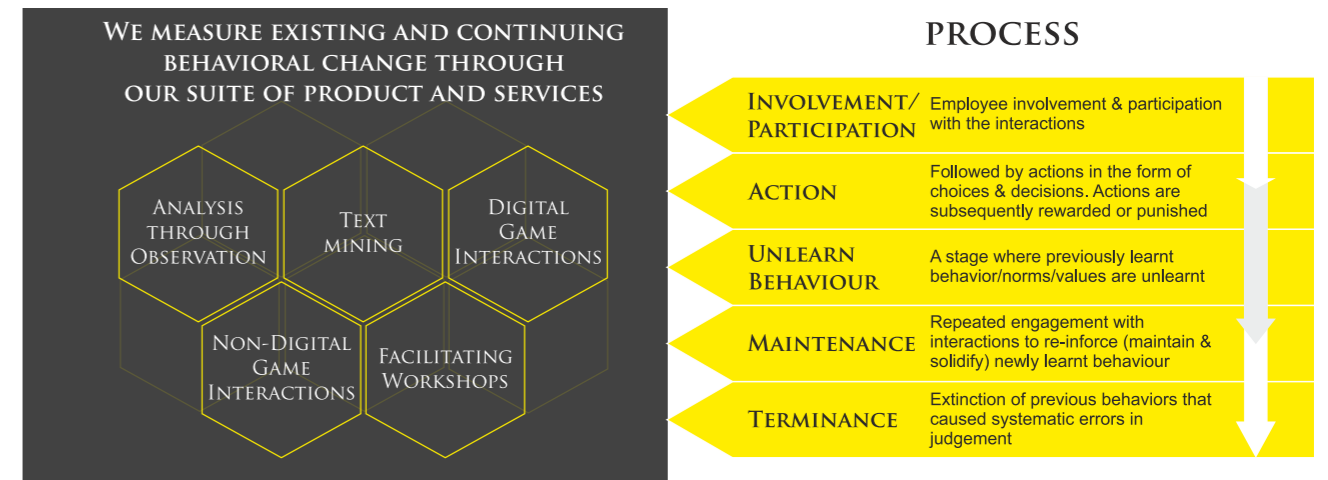 WE MEASURE EXISTING AND CONTINUING
BEHAVIORAL CHANGE THROUGH
OUR SUITE OF PRODUCT AND SERVICES
ANALYSIS
THROUGH
OBSERVATION
TEXT
MINING
DIGITAL
GAME
INTERACTIONS
NON-DIGITAL
GAME
INTERACTIONS
FACILITATING
WORKSHOPS
PROCESS
INVOLVEMENT/
PARTICIPATION
Employee involvement & participation
with the interactions
ACTION
Followed by actions in the form of
choices & decisions. Actions are
subsequently rewarded or punished
UNLEARN
BEHAVIOUR
A stage where previously learnt
behavior/norms/values are unlearnt
MAINTENANCE
Repeated engagement with
interactions to re-inforce (maintain &
solidify) newly learnt behaviour
TERMINANCE
Extinction of previous behaviors that
caused systematic errors in
judgement